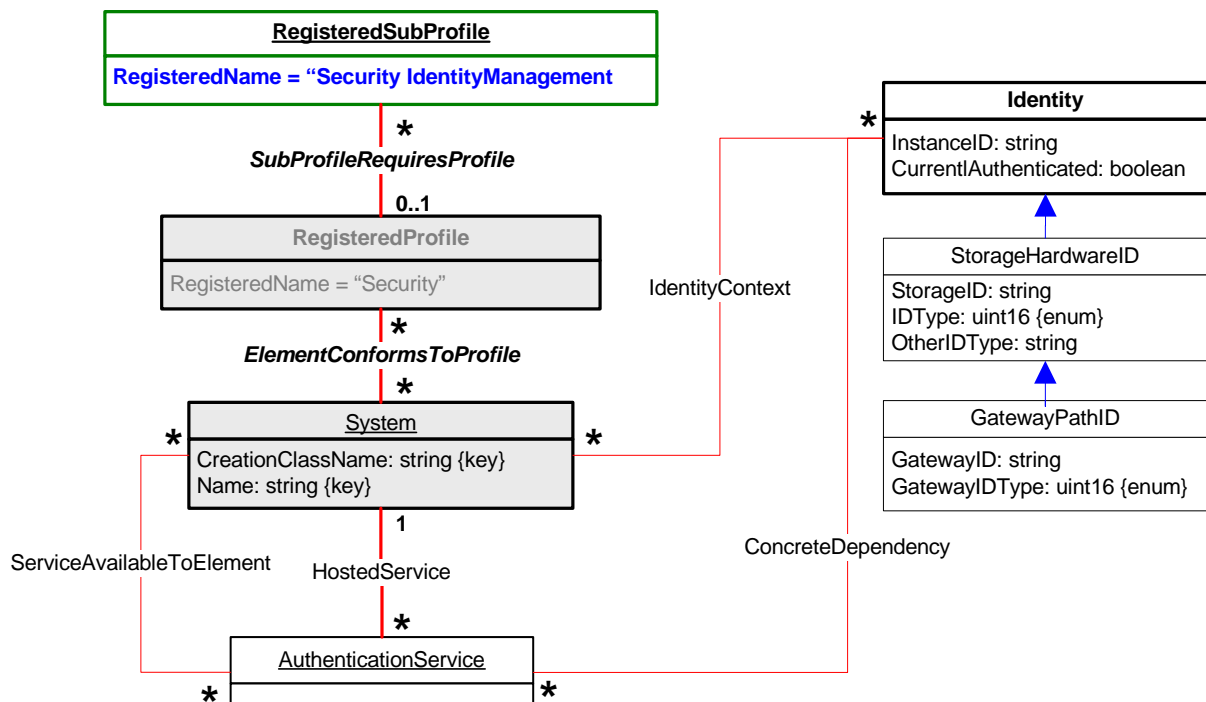 RegisteredSubProfile
RegisteredName = “Security IdentityManagement
*
SubProfileRequiresProfile
0..1
RegisteredProfile
RegisteredName = “Security”
*
ElementConformsToProfile
*
System
CreationClassName: string {key}
Name: string {key}
*
*
1
ServiceAvailableToElement
HostedService
*
AuthenticationService
*
*
IdentityContext
ConcreteDependency
*
Identity
InstanceID: string
CurrentlAuthenticated: boolean
StorageHardwareID
StorageID: string
IDType: uint16 {enum}
OtherIDType: string
GatewayPathID
GatewayID: string
GatewayIDType: uint16 {enum}